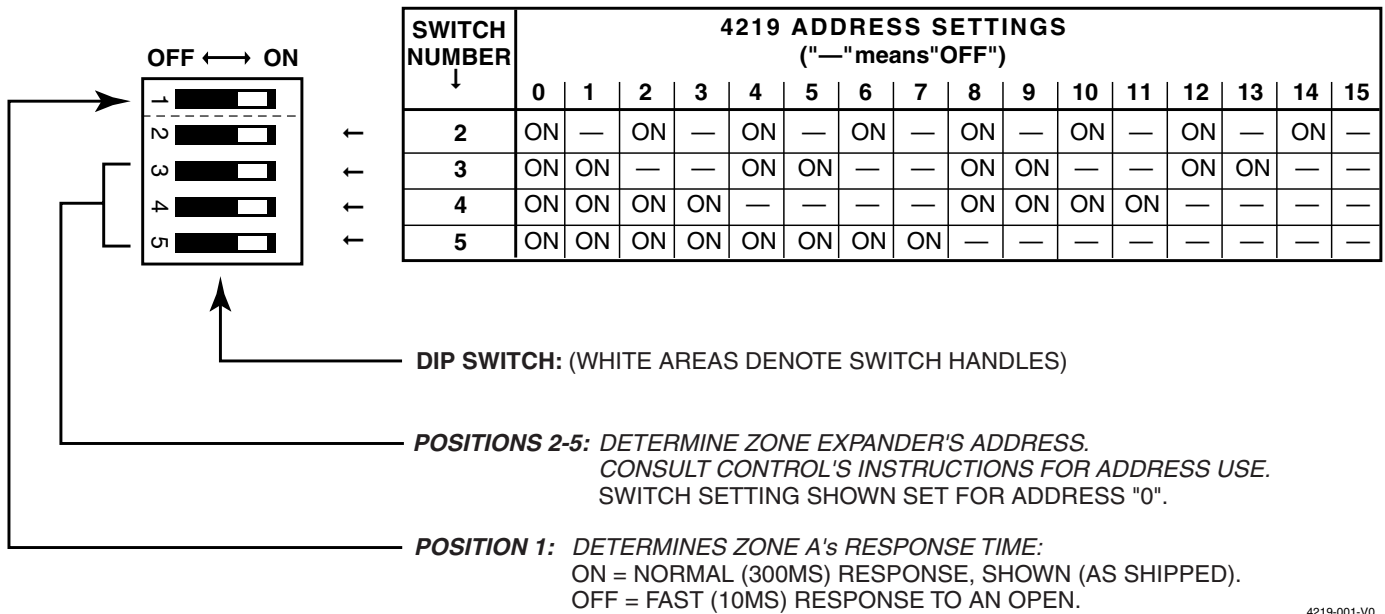 OFF ←→ ON
1
2 ←
3 ←
4 ←
5 ←
SWITCH NUMBER ↓
4219 ADDRESS SETTINGS
("—"means"OFF")
0 1 2 3 4 5 6 7 8 9 10 11 12 13 14 15
2 ON — ON — ON — ON — ON — ON — ON — ON —
3 ON ON — — ON ON — — ON ON — — ON ON — —
4 ON ON ON ON — — — — ON ON ON ON — — — —
5 ON ON ON ON ON ON ON ON — — — — — — — —
DIP SWITCH: (WHITE AREAS DENOTE SWITCH HANDLES)
POSITIONS 2-5: DETERMINE ZONE EXPANDER'S ADDRESS.
CONSULT CONTROL'S INSTRUCTIONS FOR ADDRESS USE.
SWITCH SETTING SHOWN SET FOR ADDRESS "0".
POSITION 1: DETERMINES ZONE A's RESPONSE TIME:
ON = NORMAL (300MS) RESPONSE, SHOWN (AS SHIPPED).
OFF = FAST (10MS) RESPONSE TO AN OPEN.
4219-001-V0